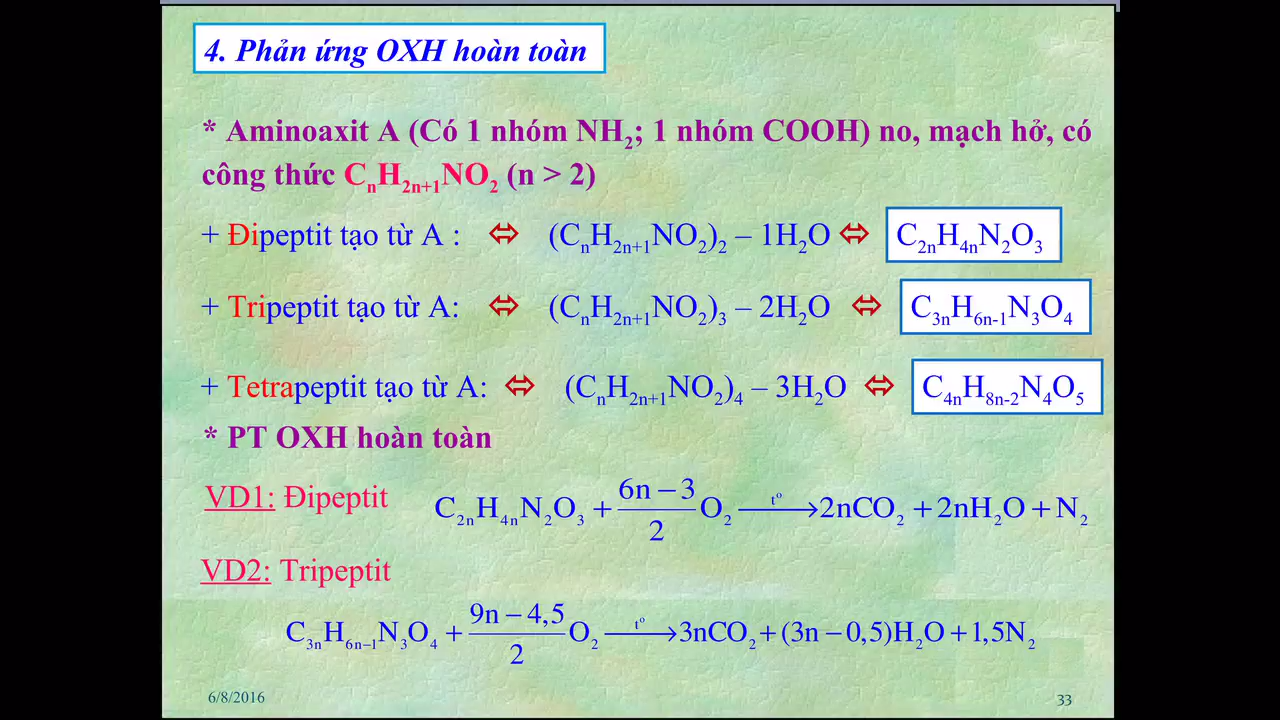 4. Phản ứng OXH hoàn toàn
* Aminoaxit A (Có 1 nhóm NH₂; 1 nhóm COOH) no, mạch hở, có
công thức CₙH₂ₙ₊₁NO₂ (n > 2)
+ Đipeptit tạo từ A : ⬄ (CₙH₂ₙ₊₁NO₂)₂ – 1H₂O ⬄ C₂ₙH₄ₙN₂O₃
+ Tripeptit tạo từ A: ⬄ (CₙH₂ₙ₊₁NO₂)₃ – 2H₂O ⬄ C₃ₙH₆ₙ₋₁N₃O₄
+ Tetrapeptit tạo từ A: ⬄ (CₙH₂ₙ₊₁NO₂)₄ – 3H₂O ⬄ C₄ₙH₈ₙ₋₂N₄O₅
* PT OXH hoàn toàn
VD1: Đipeptit C₂ₙH₄ₙN₂O₃ + (6n − 3)/2 O₂ —tº→ 2nCO₂ + 2nH₂O + N₂
VD2: Tripeptit
C₃ₙH₆ₙ₋₁N₃O₄ + (9n − 4,5)/2 O₂ —tº→ 3nCO₂ + (3n − 0,5)H₂O + 1,5N₂
6/8/2016 33